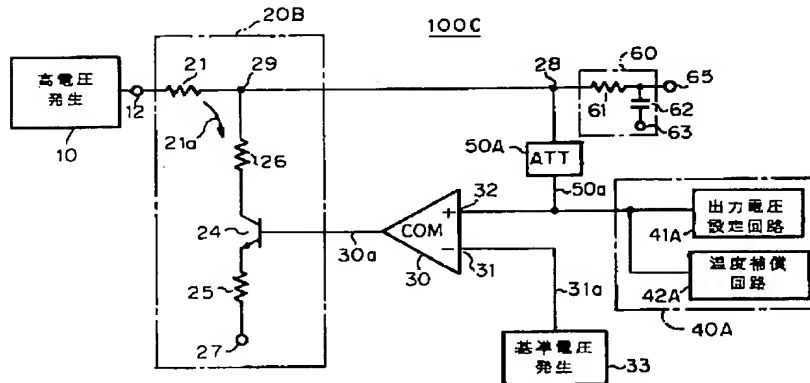 20B
100C
60
高電圧
発生
10
12
21
29
28
61
65
62
63
21a
26
50A
ATT
50a
24
30a
COM
+
−
32
31
30
31a
出力電圧
設定回路
41A
温度補償
回路
42A
40A
25
27
基準電圧
発生
33